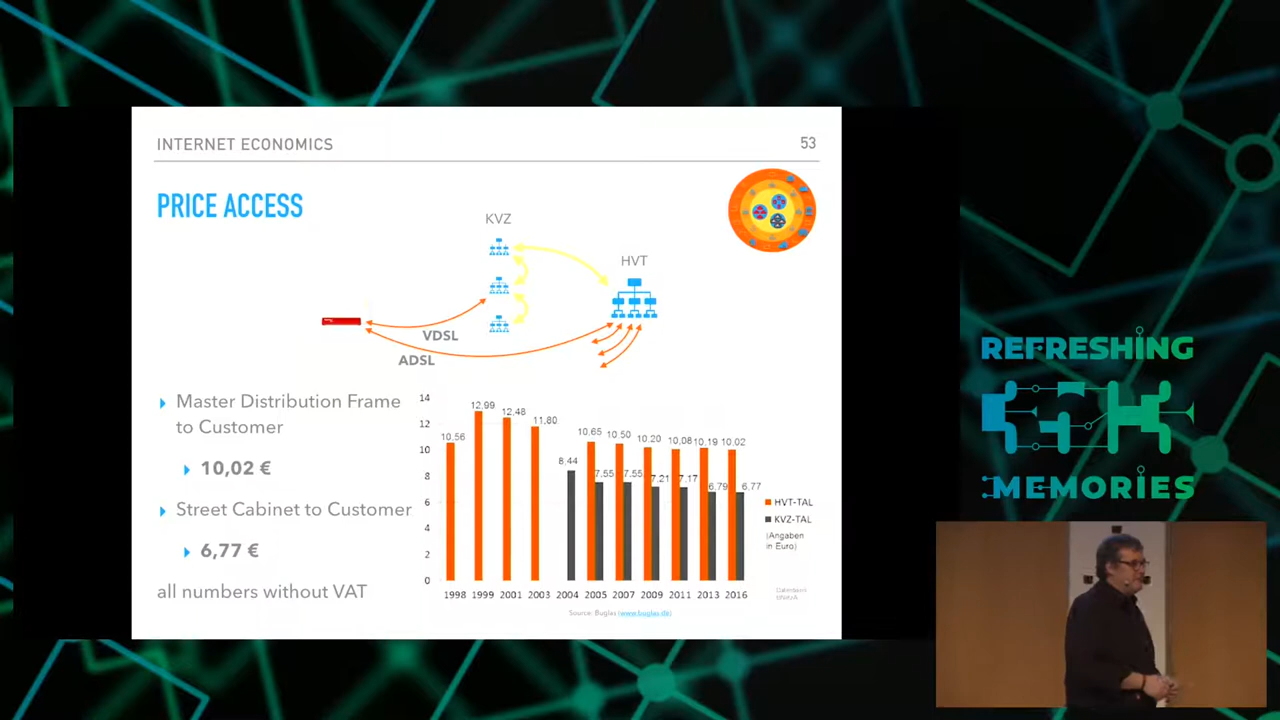 INTERNET ECONOMICS
53
PRICE ACCESS
KVZ
HVT
VDSL
ADSL
Master Distribution Frame
to Customer
10,02 €
Street Cabinet to Customer
6,77 €
all numbers without VAT
14
12
10
8
6
4
2
0
10,56
12,99
12,48
11,80
8,44
10,65
7,55
10,50
7,55
10,20
7,21
10,08
7,17
10,19
6,79
10,02
6,77
1998
1999
2001
2003
2004
2005
2007
2009
2011
2013
2016
HVT-TAL
KVZ-TAL
(Angaben
in Euro)
Source: Buglas (www.buglas.de)
REFRESHING
MEMORIES